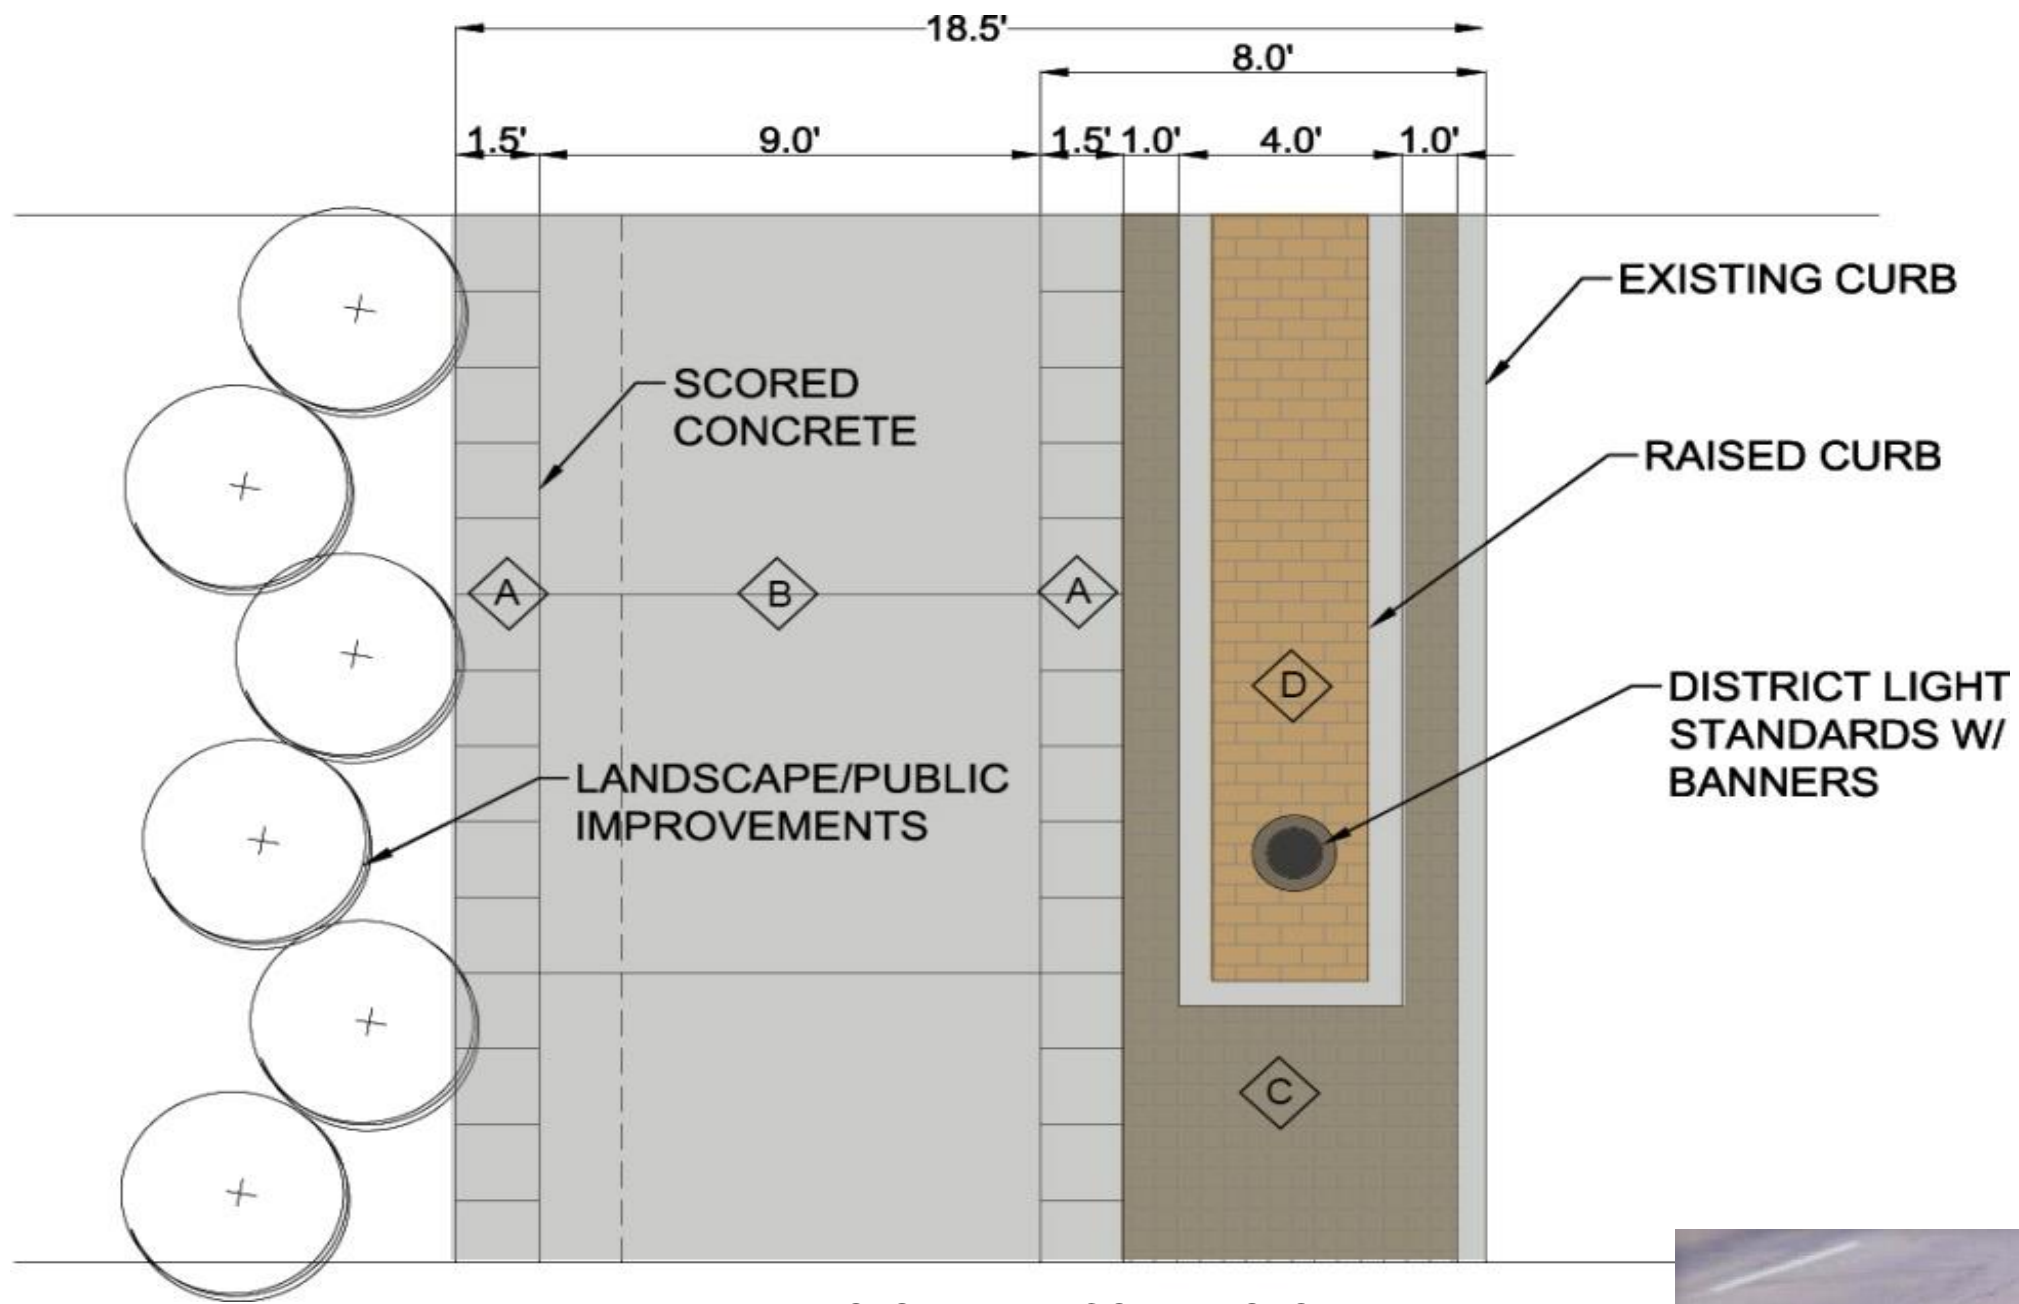 18.5'
8.0'
1.5' 9.0' 1.5' 1.0' 4.0' 1.0'
EXISTING CURB
SCORED
CONCRETE
RAISED CURB
A B A
D
DISTRICT LIGHT
STANDARDS W/
BANNERS
LANDSCAPE/PUBLIC
IMPROVEMENTS
C